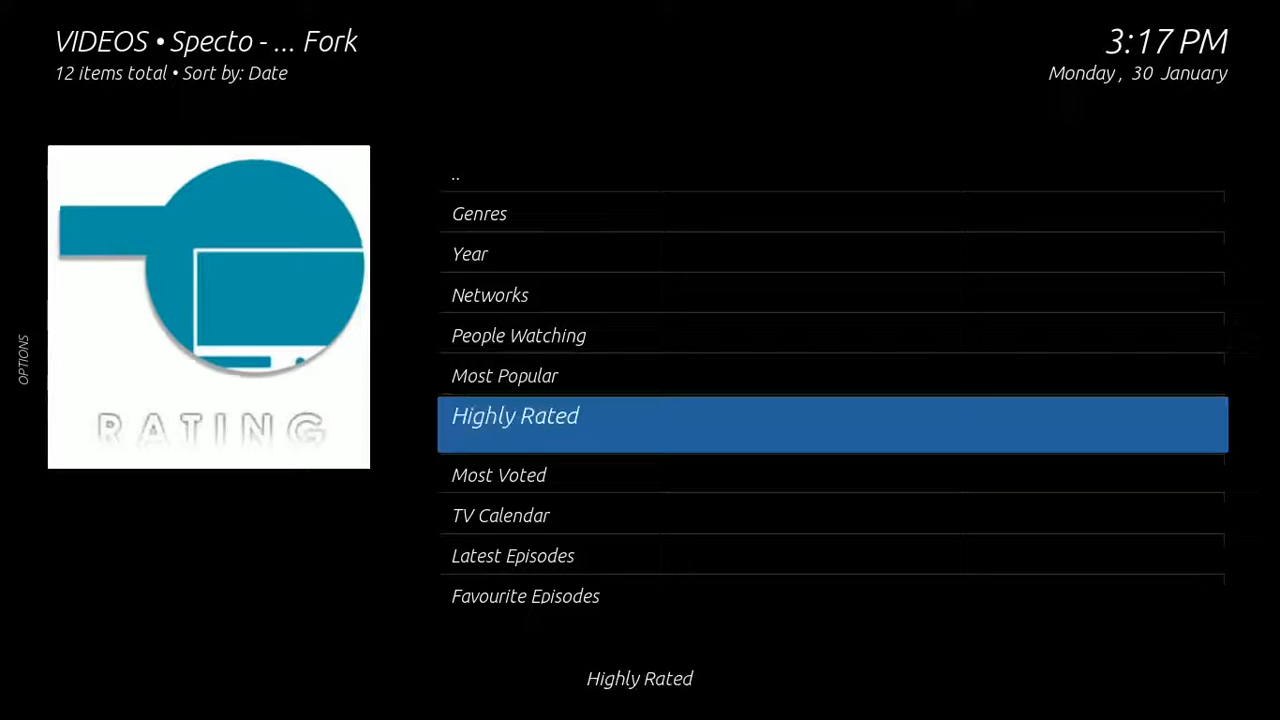 VIDEOS • Specto - ... Fork
12 items total • Sort by: Date
3:17 PM
Monday, 30 January
OPTIONS
RATING
..
Genres
Year
Networks
People Watching
Most Popular
Highly Rated
Most Voted
TV Calendar
Latest Episodes
Favourite Episodes
Highly Rated